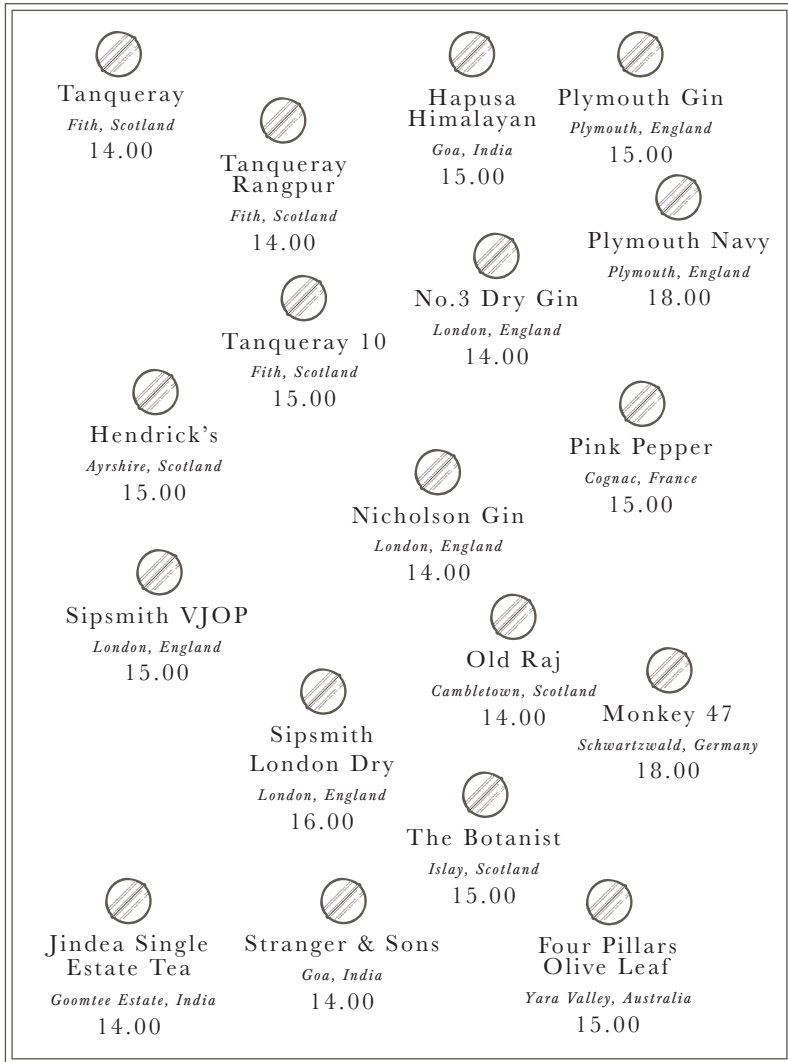 Tanqueray
Fith, Scotland
14.00
Tanqueray
Rangpur
Fith, Scotland
14.00
Hapusa
Himalayan
Goa, India
15.00
Plymouth Gin
Plymouth, England
15.00
Plymouth Navy
Plymouth, England
18.00
No.3 Dry Gin
London, England
14.00
Tanqueray 10
Fith, Scotland
15.00
Hendrick's
Ayrshire, Scotland
15.00
Pink Pepper
Cognac, France
15.00
Nicholson Gin
London, England
14.00
Sipsmith VJOP
London, England
15.00
Old Raj
Cambletown, Scotland
14.00
Monkey 47
Schwartzwald, Germany
18.00
Sipsmith
London Dry
London, England
16.00
The Botanist
Islay, Scotland
15.00
Jindea Single
Estate Tea
Goomtee Estate, India
14.00
Stranger & Sons
Goa, India
14.00
Four Pillars
Olive Leaf
Yara Valley, Australia
15.00